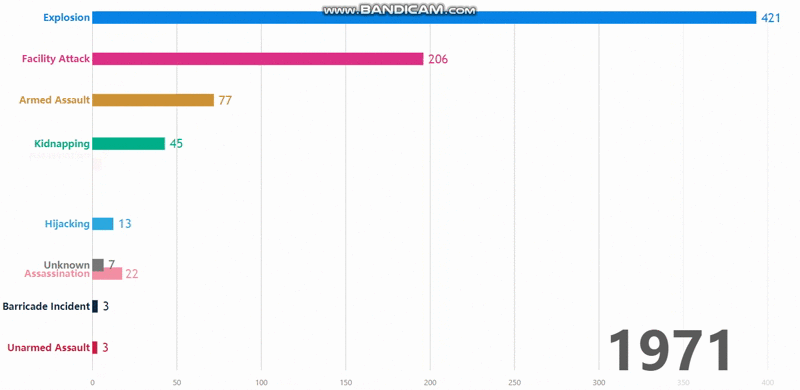 www.BANDICAM.com
Explosion 421
Facility Attack 206
Armed Assault 77
Kidnapping 45
Hijacking 13
Unknown 7
Assassination 22
Barricade Incident 3
Unarmed Assault 3
1971
0 50 100 150 200 250 300 350 400